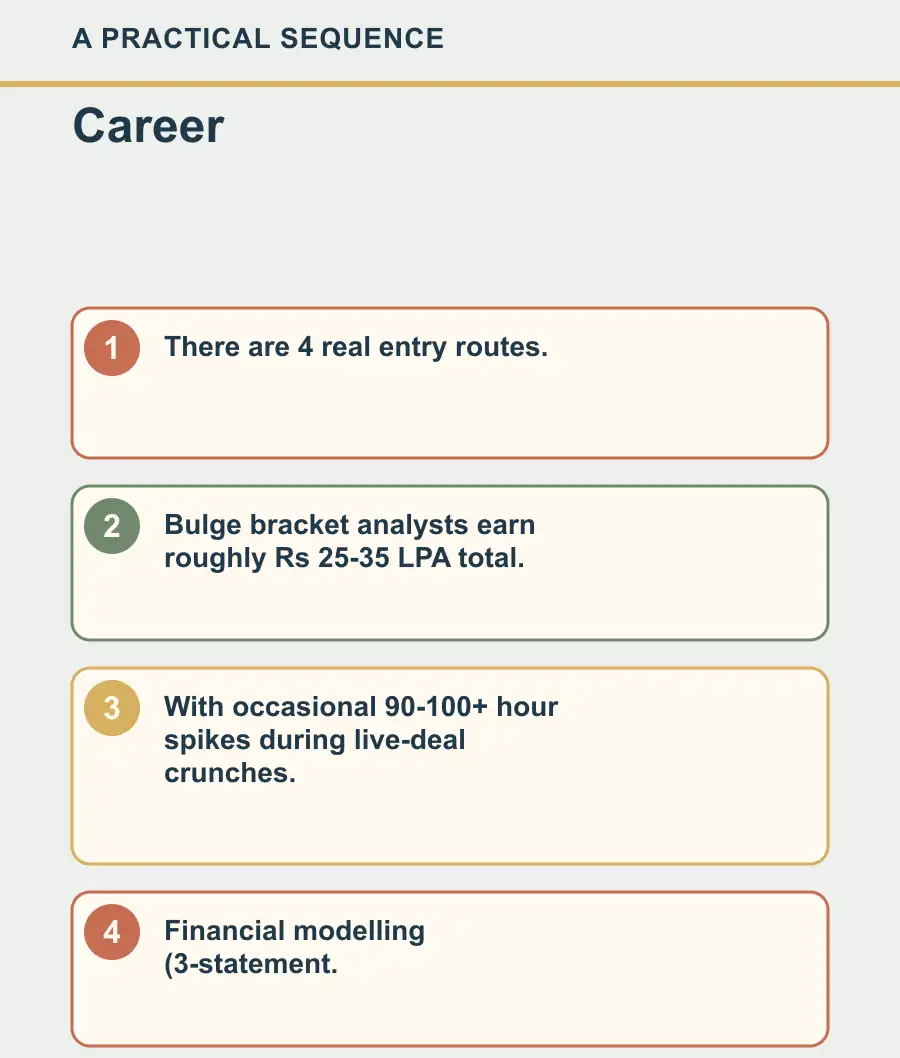 A PRACTICAL SEQUENCE
Career
1
There are 4 real entry routes.
2
Bulge bracket analysts earn
roughly Rs 25-35 LPA total.
3
With occasional 90-100+ hour
spikes during live-deal
crunches.
4
Financial modelling
(3-statement.